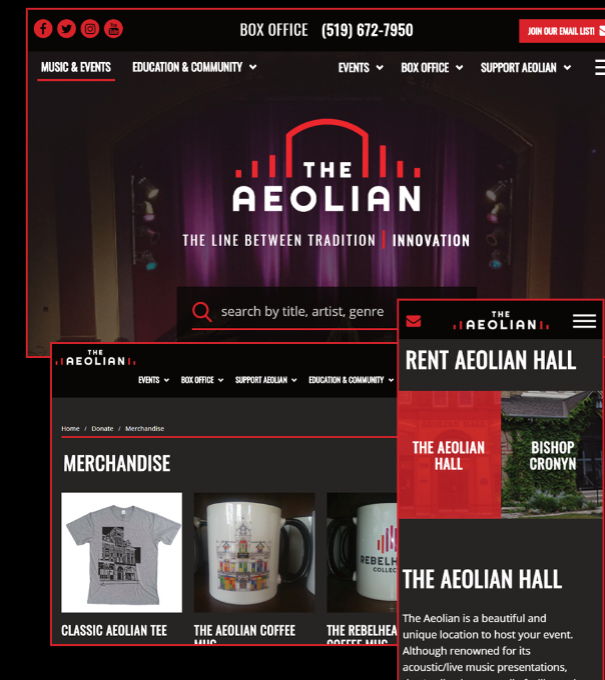 BOX OFFICE (519) 672-7950
JOIN OUR EMAIL LIST!
MUSIC & EVENTS
EDUCATION & COMMUNITY
EVENTS
BOX OFFICE
SUPPORT AEOLIAN
THE
AEOLIAN
THE LINE BETWEEN TRADITION | INNOVATION
search by title, artist, genre
THE
AEOLIAN
EVENTS
BOX OFFICE
SUPPORT AEOLIAN
EDUCATION & COMMUNITY
Home / Donate / Merchandise
MERCHANDISE
REBELH
COLLEC
CLASSIC AEOLIAN TEE
THE AEOLIAN COFFEE
MUG
THE REBELHEA
COFFEE MUG
THE
AEOLIAN
RENT AEOLIAN HALL
THE AEOLIAN
HALL
BISHOP
CRONYN
THE AEOLIAN HALL
The Aeolian is a beautiful and
unique location to host your event.
Although renowned for its
acoustic/live music presentations,